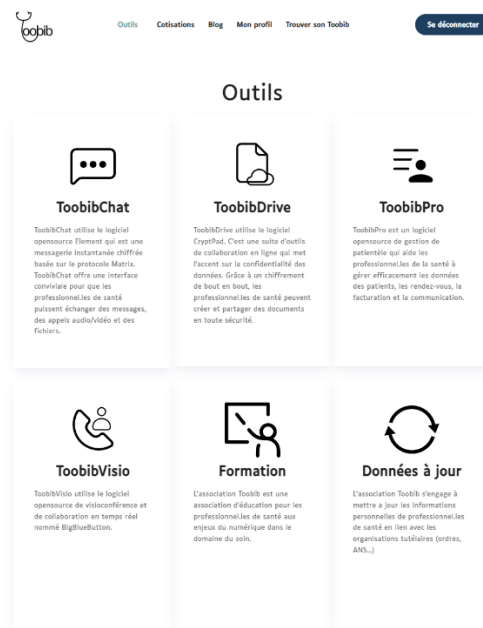 Toobib
Outils Cotisations Blog Mon profil Trouver son Toobib Se déconnecter
Outils
ToobibChat
ToobibChat utilise le logiciel
opensource Element qui est une
messagerie instantanée chiffrée
basée sur le protocole Matrix.
ToobibChat offre une interface
conviviale pour que les
professionnel.les de santé
puissent échanger des messages,
des appels audio/vidéo et des
fichiers.
ToobibDrive
ToobibDrive utilise le logiciel
CryptPad. C'est une suite d'outils
de collaboration en ligne qui met
l'accent sur la confidentialité des
données. Grâce à un chiffrement
de bout en bout, les
professionnel.les de santé peuvent
créer et partager des documents
en toute sécurité.
ToobibPro
ToobibPro est un logiciel
opensource de gestion de
patientèle qui aide les
professionnel.les de la santé à
gérer efficacement les données
des patients, les rendez-vous, la
facturation et la communication.
ToobibVisio
ToobibVisio utilise le logiciel
opensource de visioconférence et
de collaboration en temps réel
nommé BigBlueButton.
Formation
L'association Toobib est une
association d'éducation pour les
professionnel.les de santé aux
enjeux du numérique dans le
domaine du soin.
Données à jour
L'association Toobib s'engage à
mettre a jour les informations
personnelles de professionnel.les
de santé en lien avec les
organisations tutélaires (ordres,
ANS...)